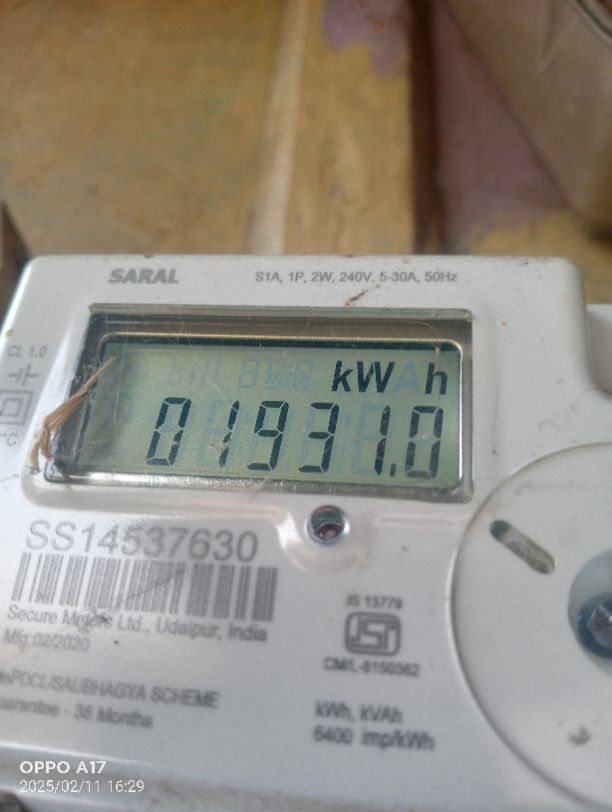 SARAL
S1A, 1P, 2W, 240V, 5-30A, 50Hz
CL 1.0
kWh
01931.0
°C
SS14537630
Secure Meters Ltd., Udaipur, India
Mfg:02/2020
IS 13779
CM/L-8150362
PDCL/SAUBHAGYA SCHEME
uarantee - 36 Months
kWh, kVAh
6400 imp/kWh
OPPO A17
2025/02/11 16:29